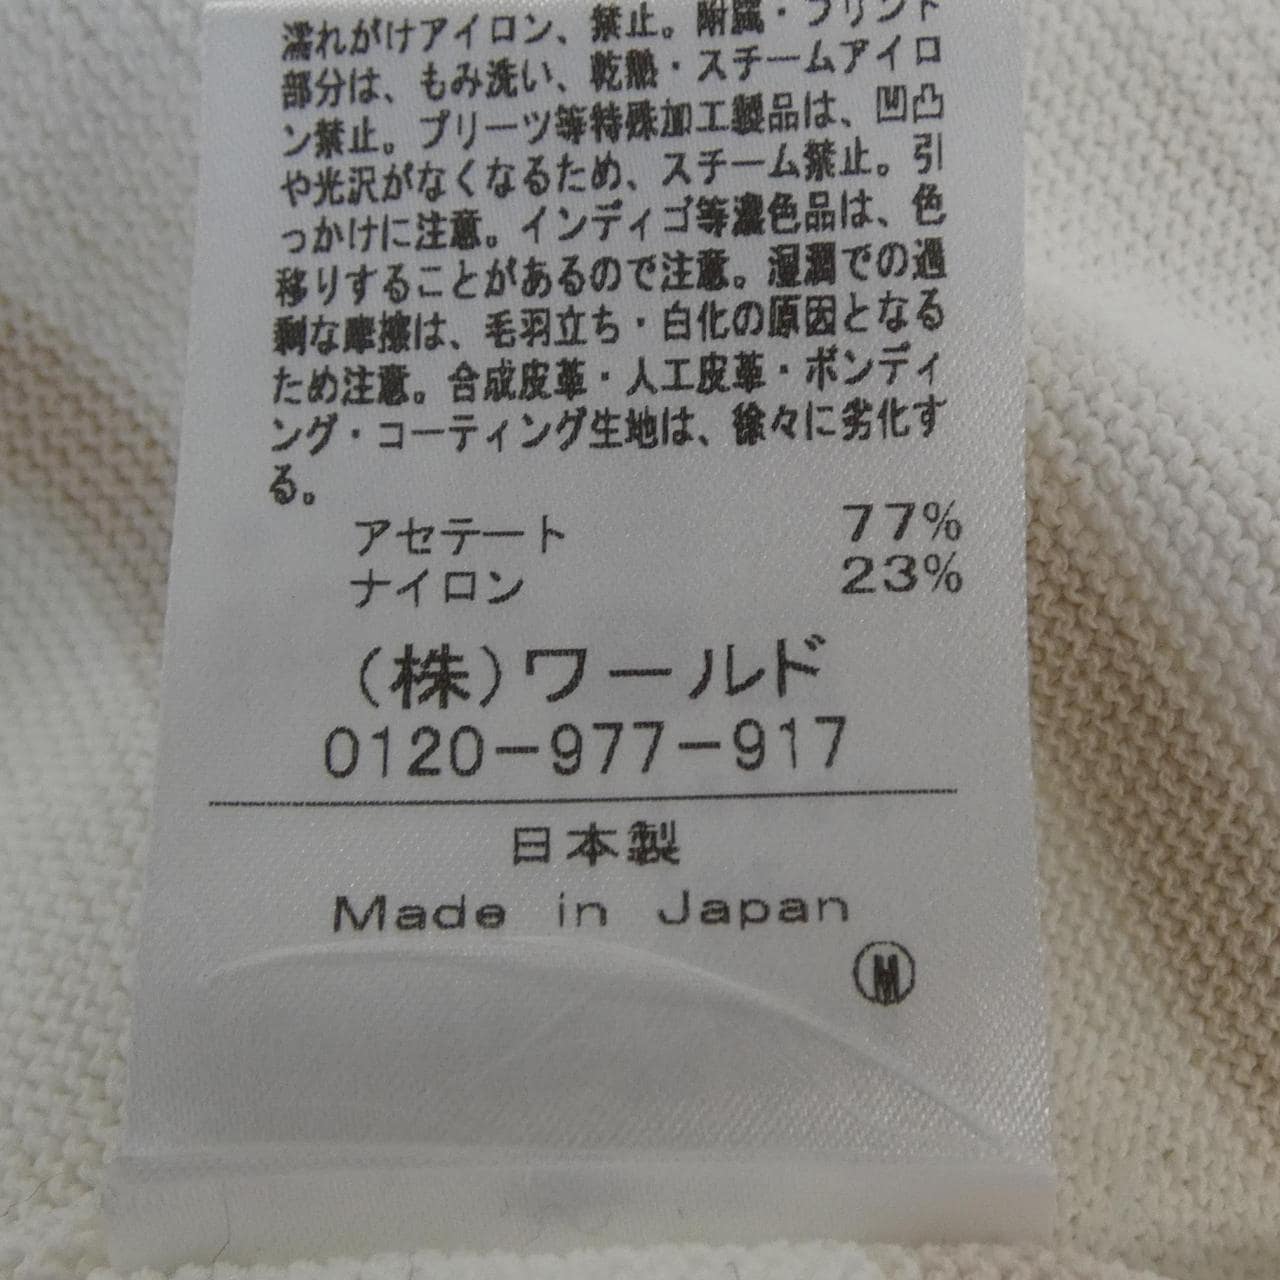 濡れがけアイロン、禁止。附属・プリント
部分は、もみ洗い、乾熱・スチームアイロ
ン禁止。プリーツ等特殊加工製品は、凹凸
や光沢がなくなるため、スチーム禁止。引
っかけに注意。インディゴ等濃色品は、色
移りすることがあるので注意。湿潤での過
剰な摩擦は、毛羽立ち・白化の原因となる
ため注意。合成皮革・人工皮革・ボンディ
ング・コーティング生地は、徐々に劣化す
る。
アセテート 77%
ナイロン 23%
(株)ワールド
0120-977-917
日本製
Made in Japan
Ⓜ